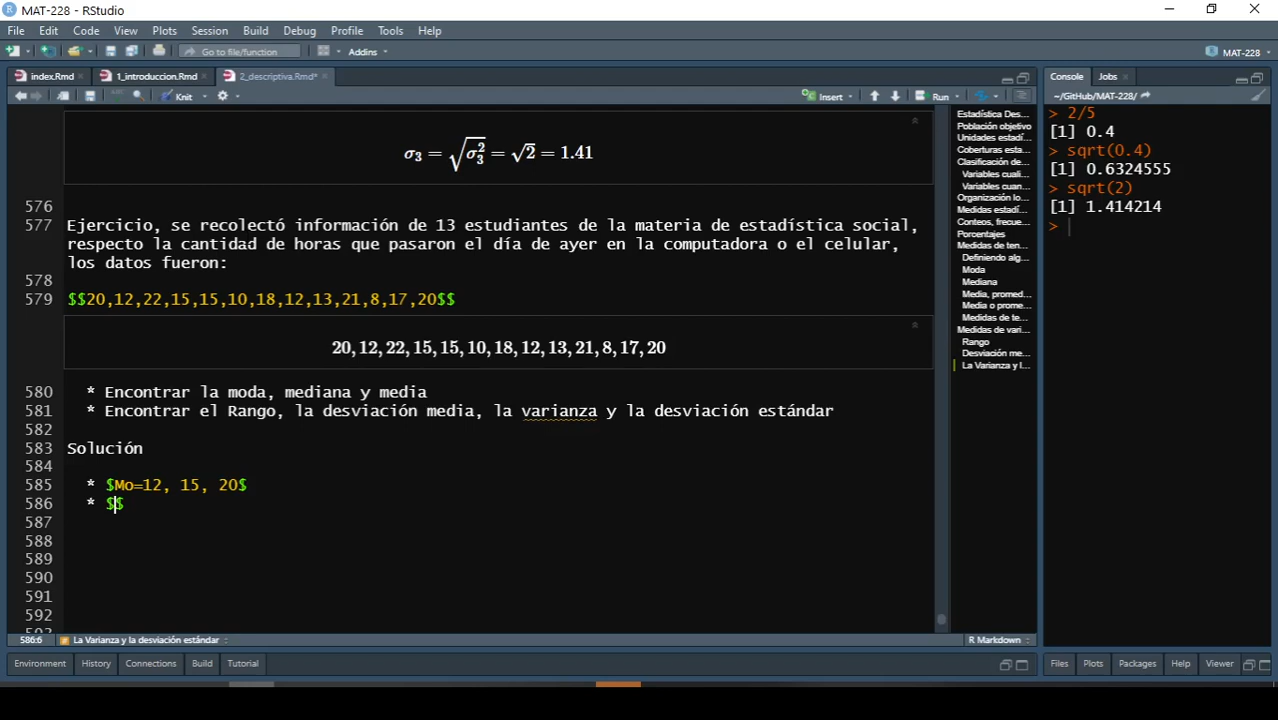 MAT-228 - RStudio
File Edit Code View Plots Session Build Debug Profile Tools Help
Go to file/function Addins MAT-228
index.Rmd 1_introduccion.Rmd 2_descriptiva.Rmd*
Knit Insert Run
σ₃ = √σ₃² = √2 = 1.41
576
577 Ejercicio, se recolectó información de 13 estudiantes de la materia de estadística social,
respecto la cantidad de horas que pasaron el día de ayer en la computadora o el celular,
los datos fueron:
578
579 $$20,12,22,15,15,10,18,12,13,21,8,17,20$$
20, 12, 22, 15, 15, 10, 18, 12, 13, 21, 8, 17, 20
580 * Encontrar la moda, mediana y media
581 * Encontrar el Rango, la desviación media, la varianza y la desviación estándar
582
583 Solución
584
585 * $Mo=12, 15, 20$
586 * $$
587
588
589
590
591
592
593
586:6 La Varianza y la desviación estándar R Markdown
Environment History Connections Build Tutorial
Estadística Des...
Población objetivo
Unidades estadí...
Coberturas esta...
Clasificación de...
Variables cuali...
Variables cuan...
Organización lo...
Medidas estadí...
Conteos, frecue...
Porcentajes
Medidas de ten...
Definiendo alg...
Moda
Mediana
Media, promed...
Media o prome...
Medidas de te...
Medidas de vari...
Rango
Desviación me...
La Varianza y l...
Console Jobs
~/GitHub/MAT-228/
> 2/5
[1] 0.4
> sqrt(0.4)
[1] 0.6324555
> sqrt(2)
[1] 1.414214
>
Files Plots Packages Help Viewer